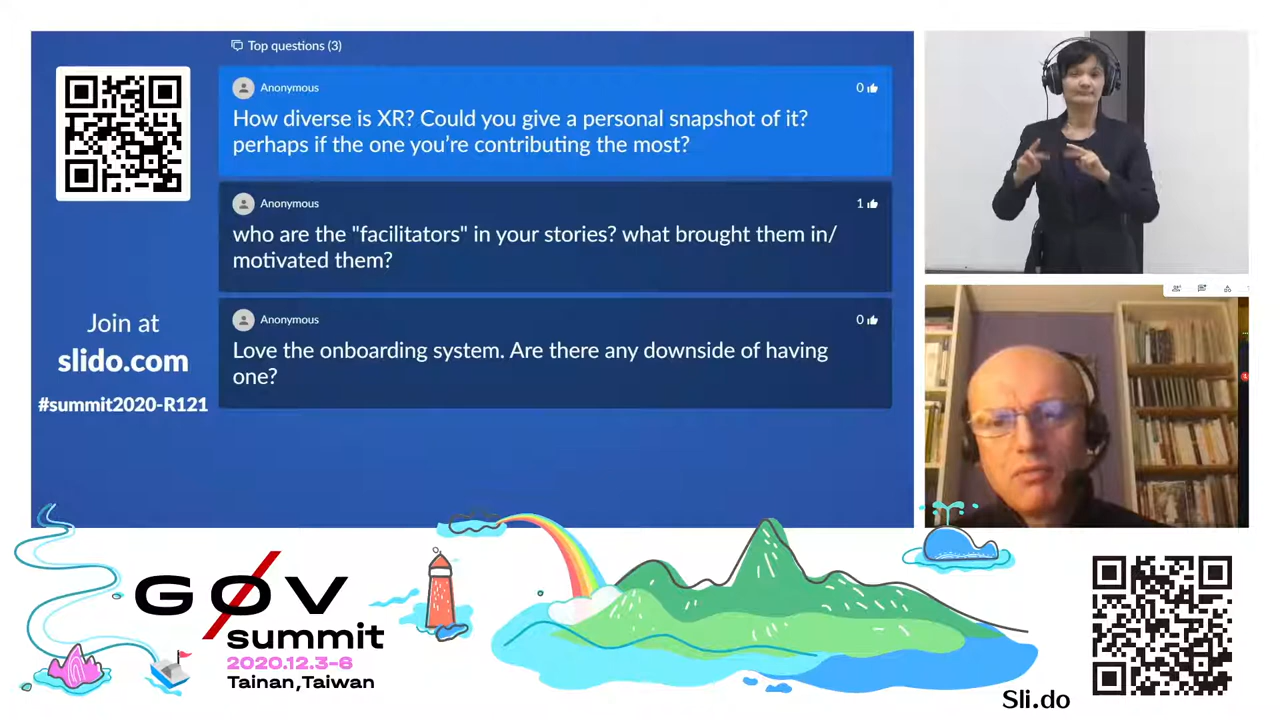 Top questions (3)
Anonymous
0
How diverse is XR? Could you give a personal snapshot of it?
perhaps if the one you’re contributing the most?
Anonymous
1
who are the "facilitators" in your stories? what brought them in/
motivated them?
Anonymous
0
Love the onboarding system. Are there any downside of having
one?
Join at
slido.com
#summit2020-R121
GØV
summit
2020.12.3-6
Tainan,Taiwan
Sli.do